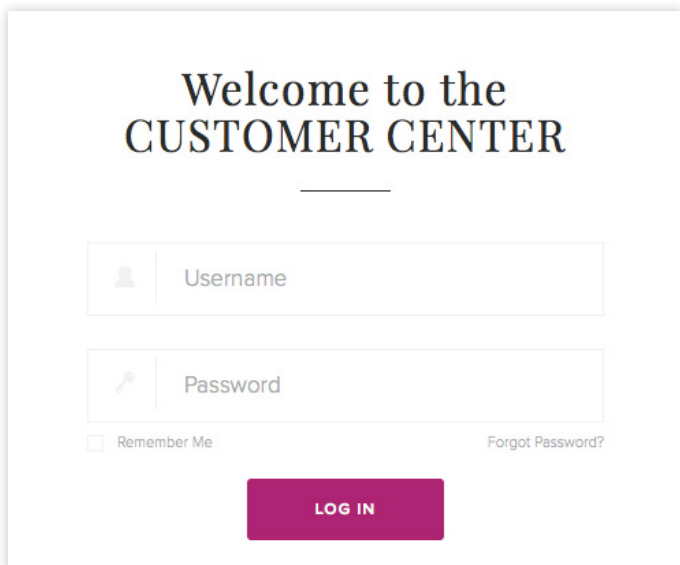 Welcome to the
CUSTOMER CENTER
Username
Password
Remember Me
Forgot Password?
LOG IN